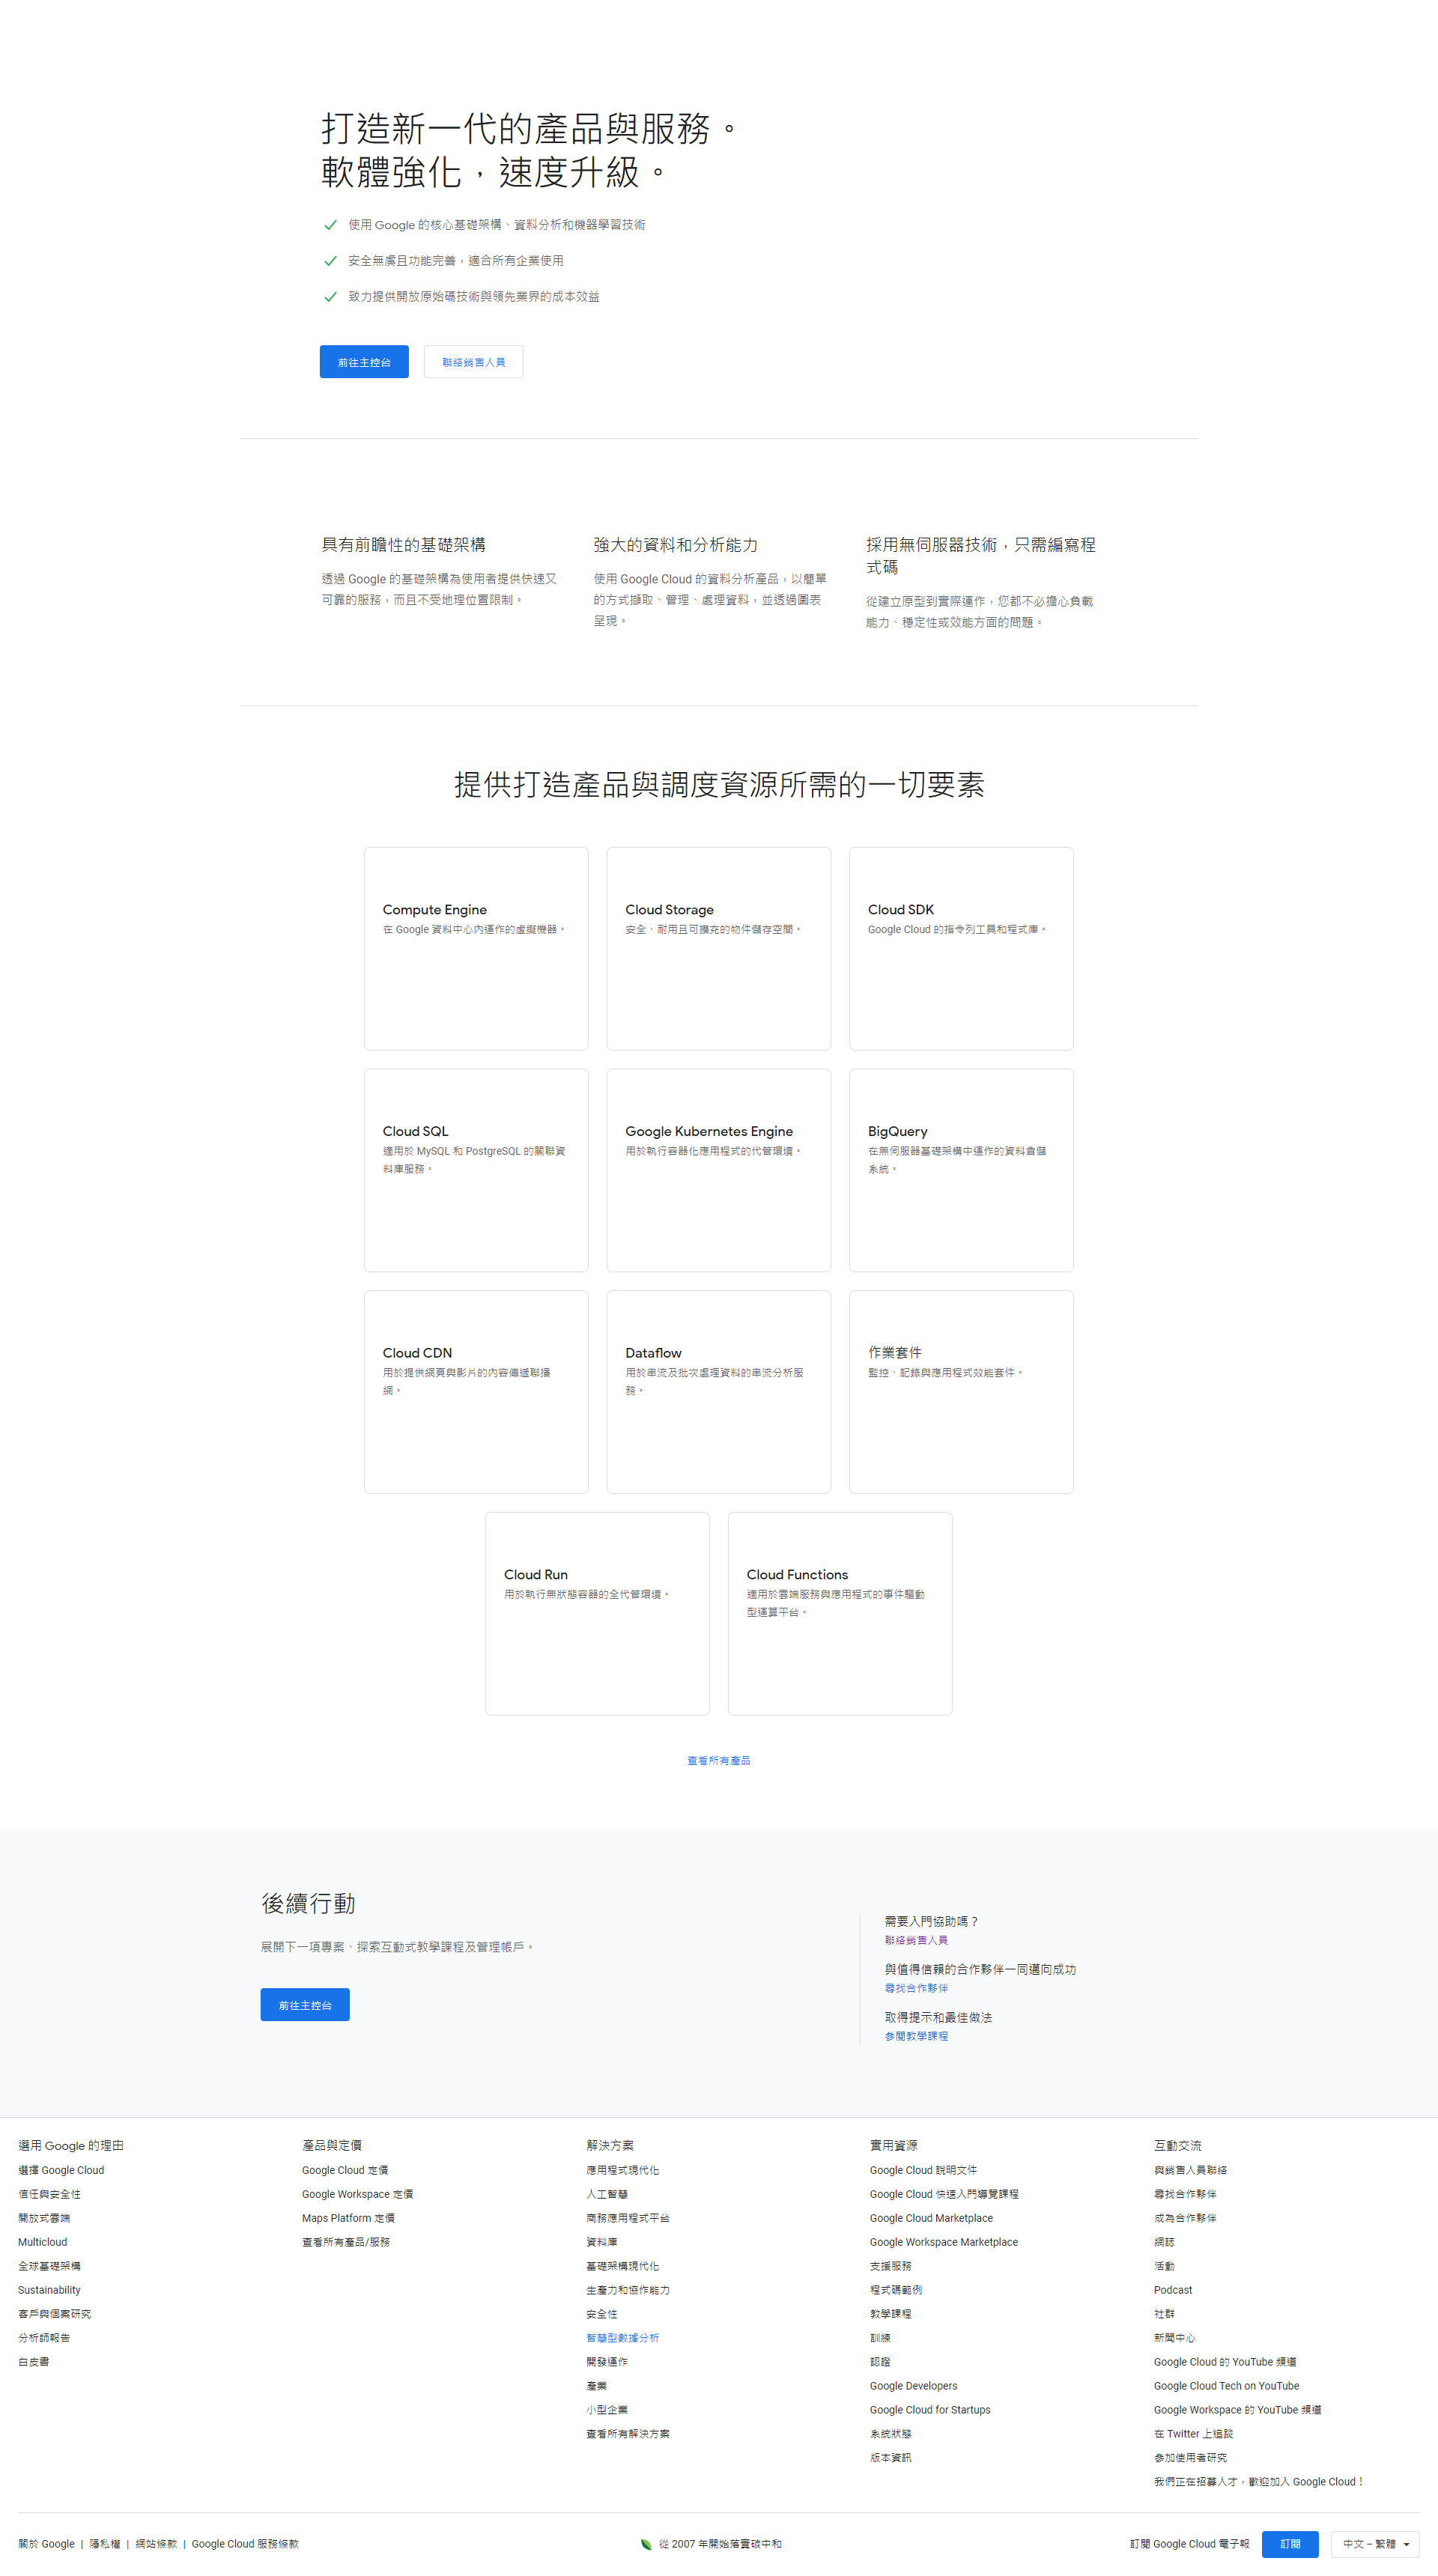 打造新一代的產品與服務。
軟體強化，速度升級。
使用 Google 的核心基礎架構、資料分析和機器學習技術
安全無虞且功能完善，適合所有企業使用
致力提供開放原始碼技術與領先業界的成本效益
前往主控台
聯絡銷售人員
具有前瞻性的基礎架構
透過 Google 的基礎架構為使用者提供快速又
可靠的服務，而且不受地理位置限制。
強大的資料和分析能力
使用 Google Cloud 的資料分析產品，以簡單
的方式擷取、管理、處理資料，並透過圖表
呈現。
採用無伺服器技術，只需編寫程
式碼
從建立原型到實際運作，您都不必擔心負載
能力、穩定性或效能方面的問題。
提供打造產品與調度資源所需的一切要素
Compute Engine
在 Google 資料中心內運作的虛擬機器。
Cloud Storage
安全、耐用且可擴充的物件儲存空間。
Cloud SDK
Google Cloud 的指令列工具和程式庫。
Cloud SQL
適用於 MySQL 和 PostgreSQL 的關聯資
料庫服務。
Google Kubernetes Engine
用於執行容器化應用程式的代管環境。
BigQuery
在無伺服器基礎架構中運作的資料倉儲
系統。
Cloud CDN
用於提供網頁與影片的內容傳遞聯播
網。
Dataflow
用於串流及批次處理資料的串流分析服
務。
作業套件
監控、記錄與應用程式效能套件。
Cloud Run
用於執行無狀態容器的全代管環境。
Cloud Functions
適用於雲端服務與應用程式的事件驅動
型運算平台。
查看所有產品
後續行動
展開下一項專案、探索互動式教學課程及管理帳戶。
前往主控台
需要入門協助嗎？
聯絡銷售人員
與值得信賴的合作夥伴一同邁向成功
尋找合作夥伴
取得提示和最佳做法
參閱教學課程
選用 Google 的理由
選擇 Google Cloud
信任與安全性
開放式雲端
Multicloud
全球基礎架構
Sustainability
客戶與個案研究
分析師報告
白皮書
產品與定價
Google Cloud 定價
Google Workspace 定價
Maps Platform 定價
查看所有產品/服務
解決方案
應用程式現代化
人工智慧
商務應用程式平台
資料庫
基礎架構現代化
生產力和協作能力
安全性
智慧型數據分析
開發運作
產業
小型企業
查看所有解決方案
實用資源
Google Cloud 說明文件
Google Cloud 快速入門導覽課程
Google Cloud Marketplace
Google Workspace Marketplace
支援服務
程式碼範例
教學課程
訓練
認證
Google Developers
Google Cloud for Startups
系統狀態
版本資訊
互動交流
與銷售人員聯絡
尋找合作夥伴
成為合作夥伴
網誌
活動
Podcast
社群
新聞中心
Google Cloud 的 YouTube 頻道
Google Cloud Tech on YouTube
Google Workspace 的 YouTube 頻道
在 Twitter 上追蹤
參加使用者研究
我們正在招募人才，歡迎加入 Google Cloud！
關於 Google | 隱私權 | 網站條款 | Google Cloud 服務條款
從 2007 年開始落實碳中和
訂閱 Google Cloud 電子報
訂閱
中文 – 繁體